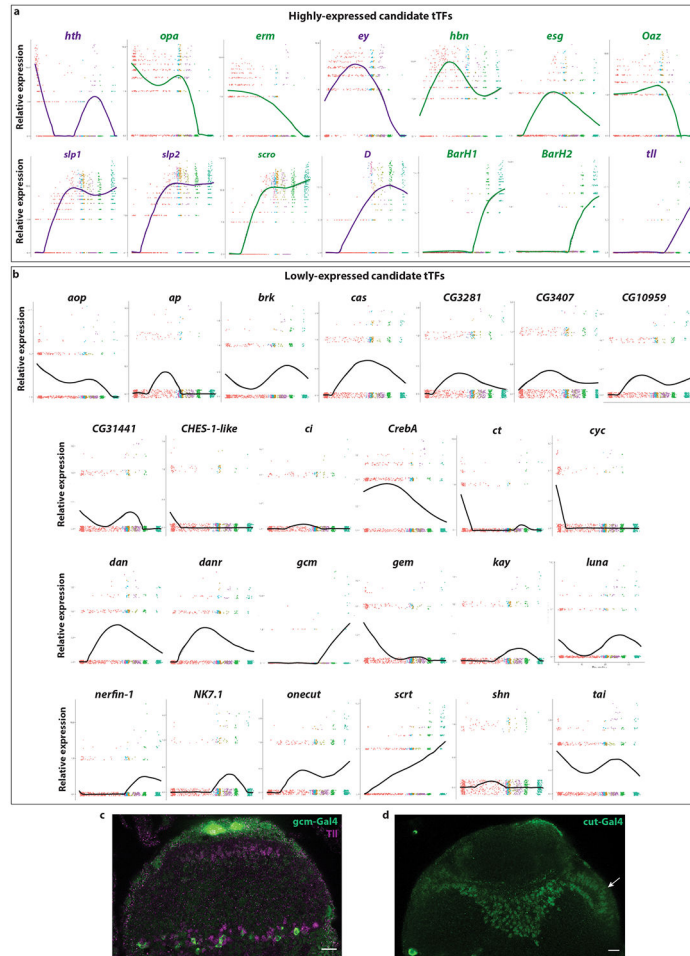 a
Highly-expressed candidate tTFs
hth opa erm ey hbn esg Oaz
Relative expression
slp1 slp2 scro D BarH1 BarH2 tll
Relative expression
b
Lowly-expressed candidate tTFs
aop ap brk cas CG3281 CG3407 CG10959
Relative expression
CG31441 CHES-1-like ci CrebA ct cyc
Relative expression
dan danr gcm gem kay luna
Relative expression
nerfin-1 NK7.1 onecut scrt shn tai
Relative expression
c d
gcm-Gal4 cut-Gal4
Tll